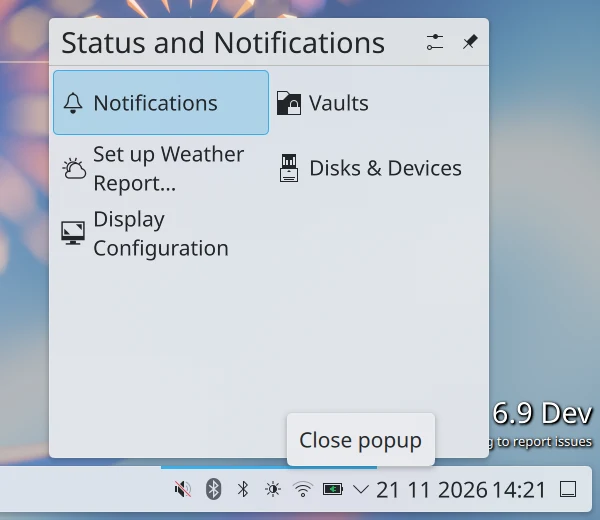 Status and Notifications
Notifications
Vaults
Set up Weather
Report...
Disks & Devices
Display
Configuration
6.9 Dev
to report issues
Close popup
21 11 2026 14:21